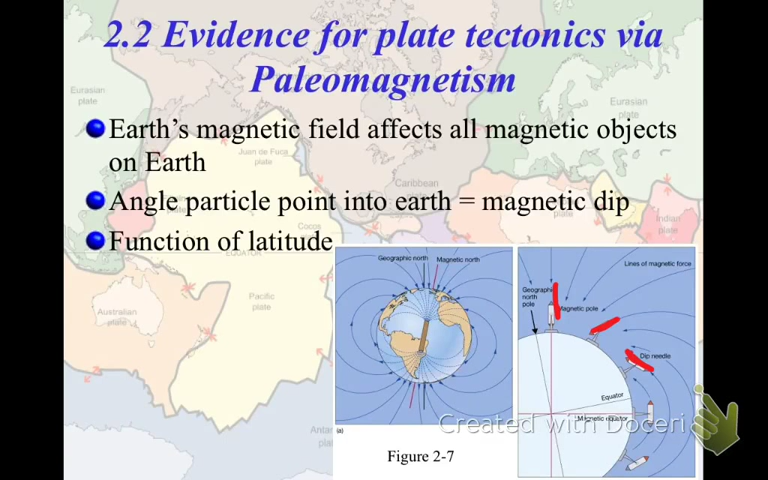 2.2 Evidence for plate tectonics via
Paleomagnetism
Earth's magnetic field affects all magnetic objects
on Earth
Angle particle point into earth = magnetic dip
Function of latitude
Eurasian
plate
Juan de Fuca
plate
Caribbean
Cocos
plate
Eurasian
plate
Indian
plate
EQUATOR
Australian
plate
Pacific
plate
Antar
plat
Geographic north
Magnetic north
(a)
Figure 2-7
Lines of magnetic force
Geographic
north
pole
Magnetic pole
Dip needle
Equator
Magnetic equator
Created with Doceri